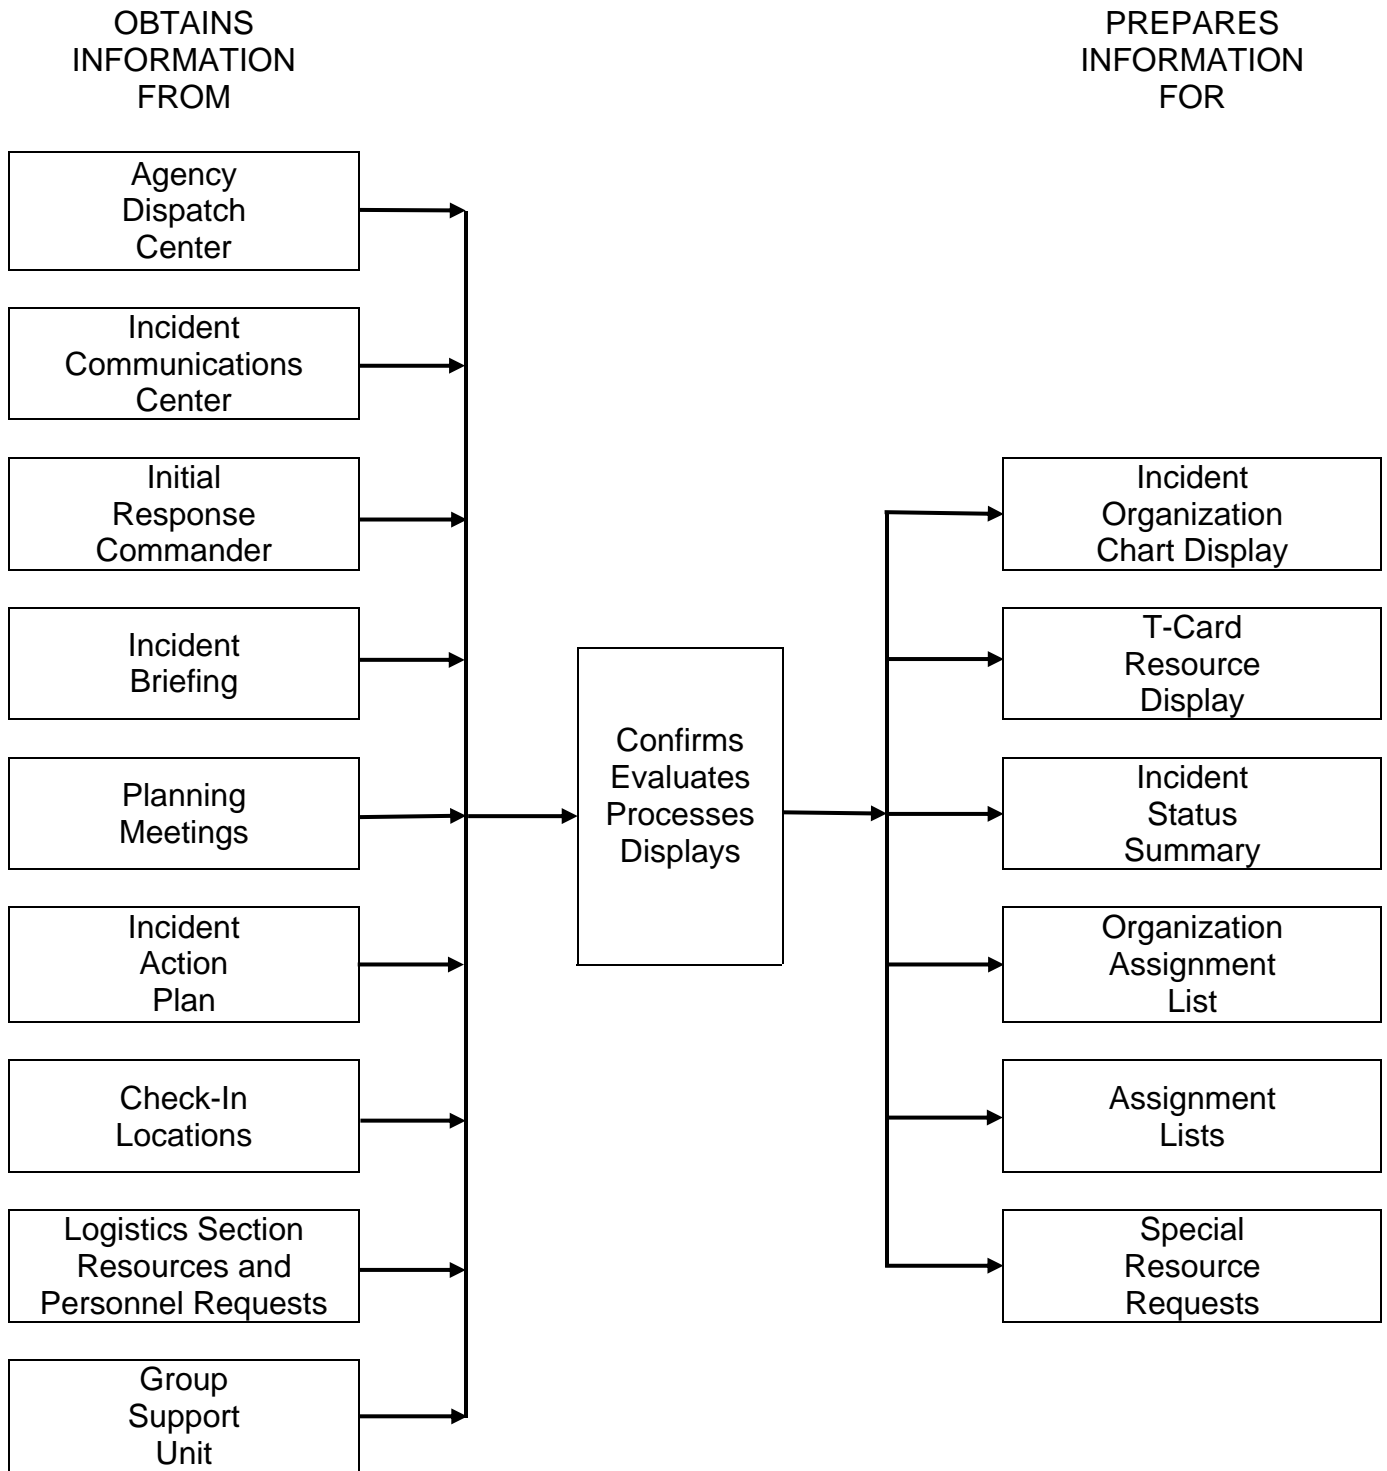 OBTAINS
INFORMATION
FROM
PREPARES
INFORMATION
FOR
Agency
Dispatch
Center
Incident
Communications
Center
Initial
Response
Commander
Incident
Briefing
Planning
Meetings
Incident
Action
Plan
Check-In
Locations
Logistics Section
Resources and
Personnel Requests
Group
Support
Unit
Confirms
Evaluates
Processes
Displays
Incident
Organization
Chart Display
T-Card
Resource
Display
Incident
Status
Summary
Organization
Assignment
List
Assignment
Lists
Special
Resource
Requests